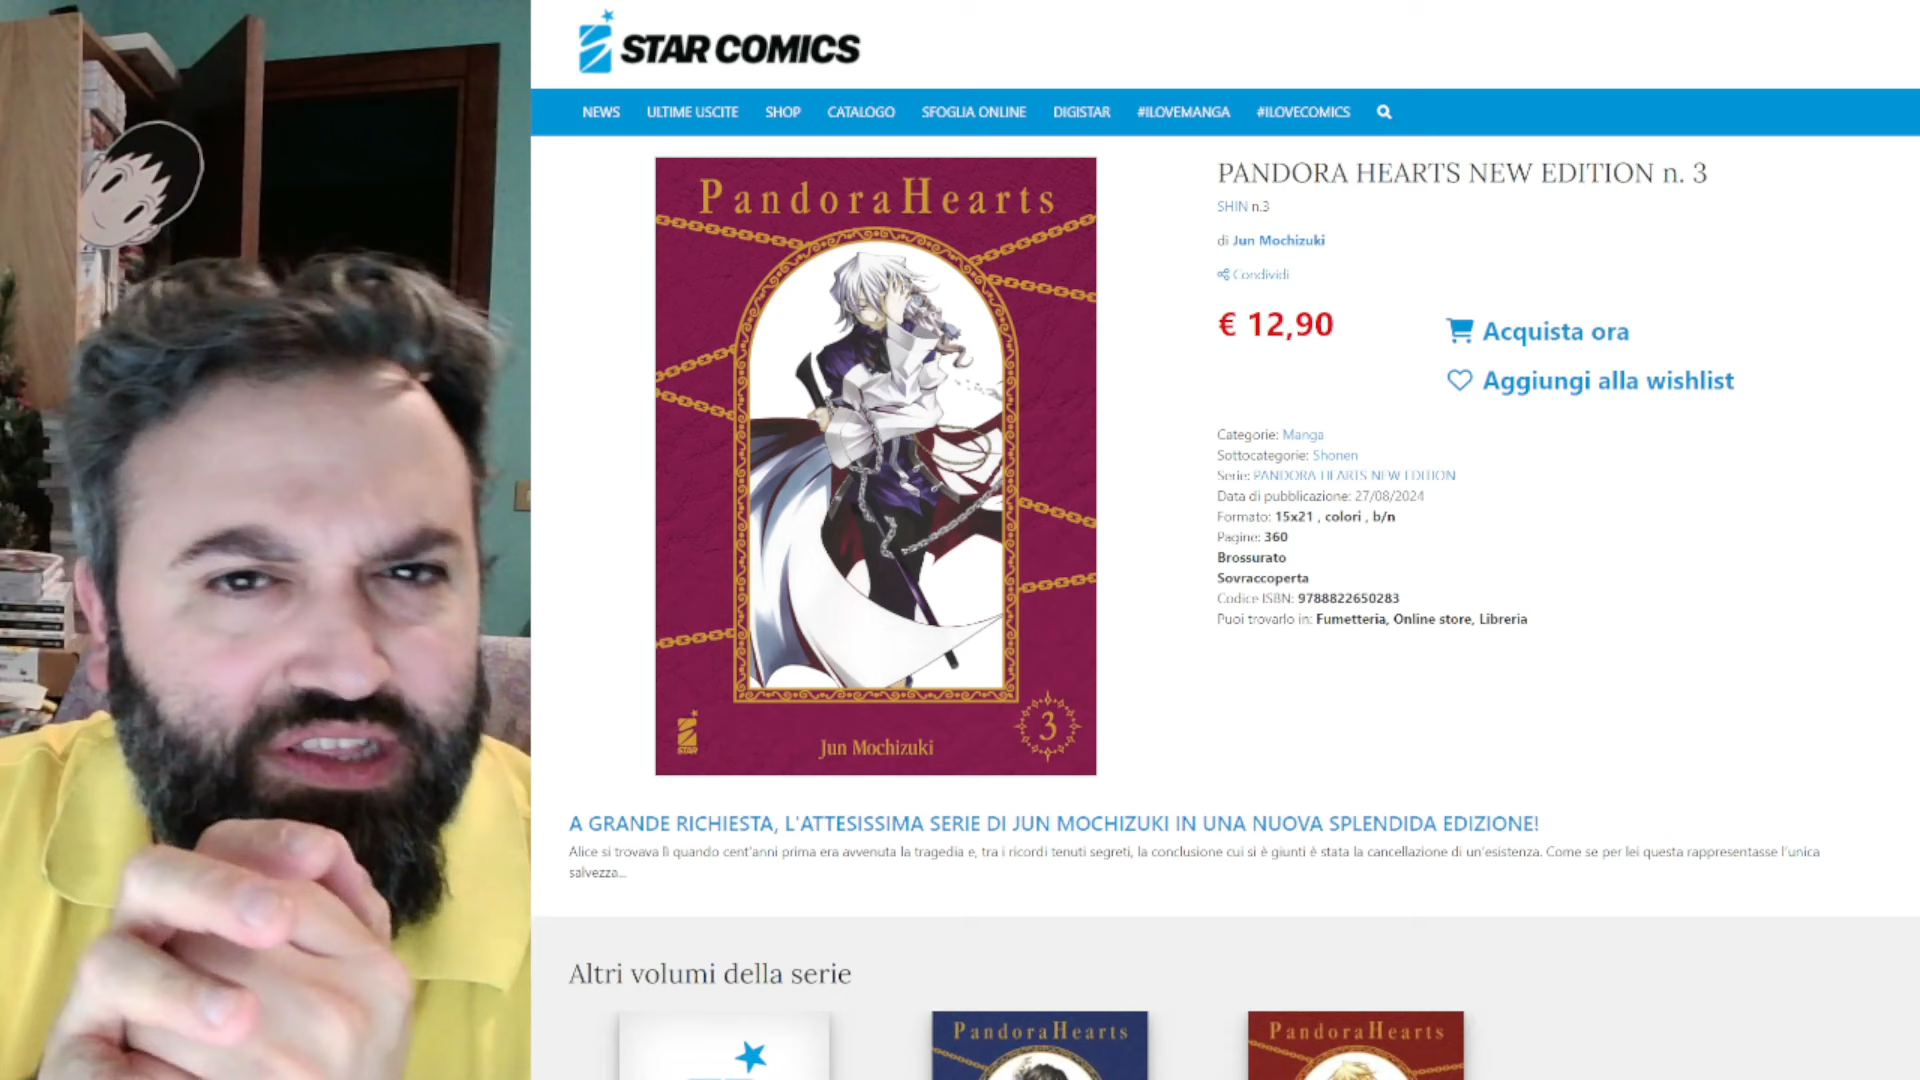 STAR COMICS
NEWS ULTIME USCITE SHOP CATALOGO SFOGLIA ONLINE DIGISTAR #ILOVEMANGA #ILOVECOMICS
PandoraHearts
3
STAR
Jun Mochizuki
PANDORA HEARTS NEW EDITION n. 3
SHIN n.3
di Jun Mochizuki
Condividi
€ 12,90
Acquista ora
Aggiungi alla wishlist
Categorie: Manga
Sottocategorie: Shonen
Serie: PANDORA HEARTS NEW EDITION
Data di pubblicazione: 27/08/2024
Formato: 15x21 , colori , b/n
Pagine: 360
Brossurato
Sovraccoperta
Codice ISBN: 9788822650283
Puoi trovarlo in: Fumetteria, Online store, Libreria
A GRANDE RICHIESTA, L'ATTESISSIMA SERIE DI JUN MOCHIZUKI IN UNA NUOVA SPLENDIDA EDIZIONE!
Alice si trovava lì quando cent'anni prima era avvenuta la tragedia e, tra i ricordi tenuti segreti, la conclusione cui si è giunti è stata la cancellazione di un'esistenza. Come se per lei questa rappresentasse l'unica
salvezza...
Altri volumi della serie
PandoraHearts
PandoraHearts